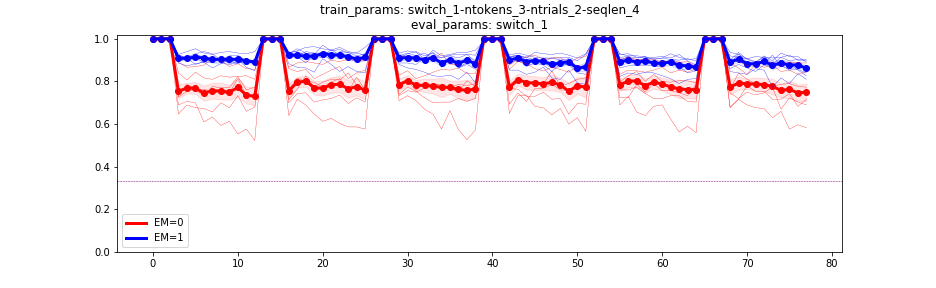 train_params: switch_1-ntokens_3-ntrials_2-seqlen_4
eval_params: switch_1
1.0
0.8
0.6
0.4
0.2
0.0
EM=0
EM=1
0 10 20 30 40 50 60 70 80